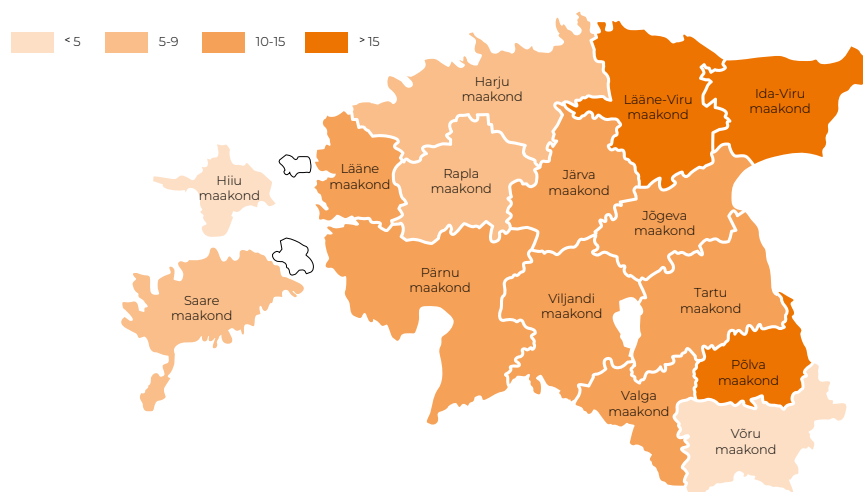 < 5
5-9
10-15
> 15
Harju
maakond
Lääne-Viru
maakond
Ida-Viru
maakond
Lääne
maakond
Rapla
maakond
Järva
maakond
Hiiu
maakond
Jõgeva
maakond
Pärnu
maakond
Saare
maakond
Viljandi
maakond
Tartu
maakond
Põlva
maakond
Valga
maakond
Võru
maakond